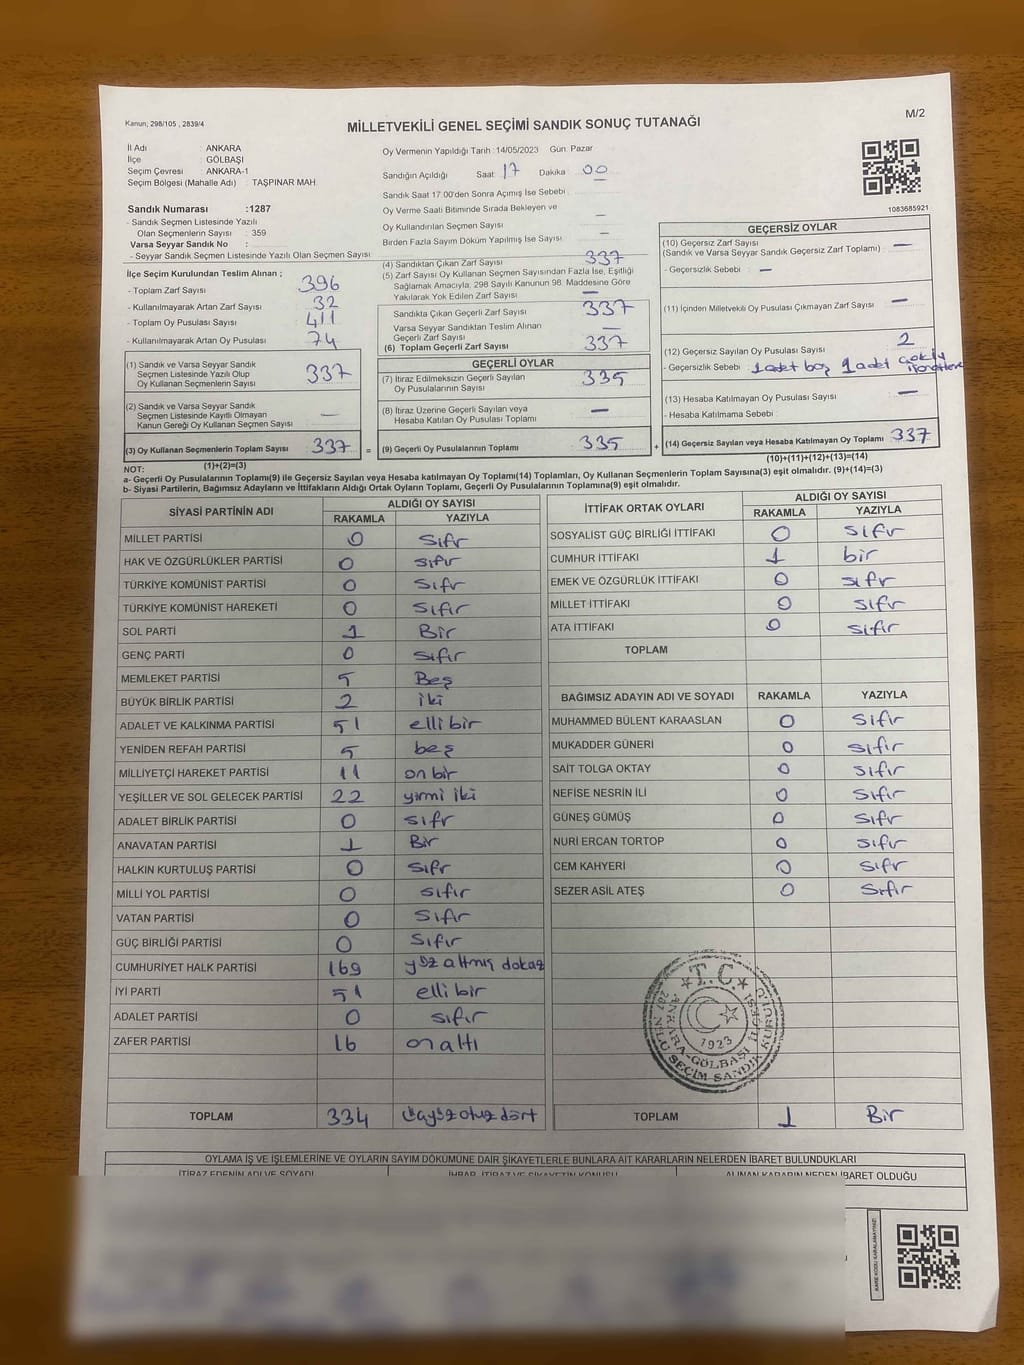 Kanun; 298/105 , 2839/4
MİLLETVEKİLİ GENEL SEÇİMİ SANDIK SONUÇ TUTANAĞI
M/2
İl Adı : ANKARA
İlçe : GÖLBAŞI
Seçim Çevresi : ANKARA-1
Seçim Bölgesi (Mahalle Adı) : TAŞPINAR MAH
Sandık Numarası :1287
- Sandık Seçmen Listesinde Yazılı
Olan Seçmenlerin Sayısı : 359
Varsa Seyyar Sandık No :
- Seyyar Sandık Listesinde Yazılı Olan Seçmen Sayısı
İlçe Seçim Kurulundan Teslim Alınan ;
- Toplam Zarf Sayısı 396
- Kullanılmayarak Artan Zarf Sayısı 32
- Toplam Oy Pusulası Sayısı 411
- Kullanılmayarak Artan Oy Pusulası 74
(1) Sandık ve Varsa Seyyar Sandık
Seçmen Listesinde Yazılı Olup
Oy Kullanan Seçmenlerin Sayısı 337
(2) Sandık ve Varsa Seyyar Sandık
Seçmen Listesinde Kayıtlı Olmayan
Kanun Gereği Oy Kullanan Seçmen Sayısı —
(3) Oy Kullanan Seçmenlerin Toplam Sayısı 337 =
(1)+(2)=(3)
Oy Vermenin Yapıldığı Tarih : 14/05/2023 Gün: Pazar
Sandığın Açıldığı Saat 17 Dakika 00
Sandık Saat 17:00'den Sonra Açımış İse Sebebi : —
Oy Verme Saati Bitiminde Sırada Bekleyen ve
Oy Kullandırılan Seçmen Sayısı —
Birden Fazla Sayım Döküm Yapılmış İse Sayısı —
(4) Sandıktan Çıkan Zarf Sayısı 337
(5) Zarf Sayısı Oy Kullanan Seçmen Sayısından Fazla İse, Eşitliği
Sağlamak Amacıyla, 298 Sayılı Kanunun 98. Maddesine Göre
Yakılarak Yok Edilen Zarf Sayısı —
Sandıkta Çıkan Geçerli Zarf Sayısı 337
Varsa Seyyar Sandıktan Teslim Alınan
Geçerli Zarf Sayısı —
(6) Toplam Geçerli Zarf Sayısı 337
GEÇERLİ OYLAR
(7) İtiraz Edilmeksizin Geçerli Sayılan
Oy Pusulalarının Sayısı 335
(8) İtiraz Üzerine Geçerli Sayılan veya
Hesaba Katılan Oy Pusulası Toplamı —
(9) Geçerli Oy Pusulalarının Toplamı 335 +
1083685921
GEÇERSİZ OYLAR
(10) Geçersiz Zarf Sayısı
(Sandık ve Varsa Seyyar Sandık Geçersiz Zarf Toplamı) —
- Geçersizlik Sebebi : —
(11) İçinden Milletvekili Oy Pusulası Çıkmayan Zarf Sayısı —
(12) Geçersiz Sayılan Oy Pusulası Sayısı 2
- Geçersizlik Sebebi : 1 adet boş 1 adet
(13) Hesaba Katılmayan Oy Pusulası Sayısı —
- Hesaba Katılmama Sebebi :
(14) Geçersiz Sayılan veya Hesaba Katılmayan Oy Toplamı 337
(10)+(11)+(12)+(13)=(14)
NOT:
a- Geçerli Oy Pusulalarının Toplamı(9) ile Geçersiz Sayılan veya Hesaba katılmayan Oy Toplamı(14) Toplamları, Oy Kullanan Seçmenlerin Toplam Sayısına(3) eşit olmalıdır. (9)+(14)=(3)
b- Siyasi Partilerin, Bağımsız Adayların ve İttifakların Aldığı Ortak Oyların Toplamı, Geçerli Oy Pusulalarının Toplamına(9) eşit olmalıdır.
SİYASİ PARTİNİN ADI ALDIĞI OY SAYISI
RAKAMLA YAZIYLA
MİLLET PARTİSİ 0 Sıfır
HAK VE ÖZGÜRLÜKLER PARTİSİ 0 Sıfır
TÜRKİYE KOMÜNİST PARTİSİ 0 Sıfır
TÜRKİYE KOMÜNİST HAREKETİ 0 Sıfır
SOL PARTİ 1 Bir
GENÇ PARTİ 0 Sıfır
MEMLEKET PARTİSİ 5 Beş
BÜYÜK BİRLİK PARTİSİ 2 iki
ADALET VE KALKINMA PARTİSİ 51 elli bir
YENİDEN REFAH PARTİSİ 5 beş
MİLLİYETÇİ HAREKET PARTİSİ 11 on bir
YEŞİLLER VE SOL GELECEK PARTİSİ 22 yirmi iki
ADALET BİRLİK PARTİSİ 0 sıfır
ANAVATAN PARTİSİ 1 Bir
HALKIN KURTULUŞ PARTİSİ 0 Sıfır
MİLLİ YOL PARTİSİ 0 sıfır
VATAN PARTİSİ 0 Sıfır
GÜÇ BİRLİĞİ PARTİSİ 0 Sıfır
CUMHURİYET HALK PARTİSİ 169 yüz altmış dokuz
İYİ PARTİ 51 elli bir
ADALET PARTİSİ 0 sıfır
ZAFER PARTİSİ 16 on altı
TOPLAM 334 üçyüz otuz dört
İTTİFAK ORTAK OYLARI ALDIĞI OY SAYISI
RAKAMLA YAZIYLA
SOSYALİST GÜÇ BİRLİĞİ İTTİFAKI 0 Sıfır
CUMHUR İTTİFAKI 1 bir
EMEK VE ÖZGÜRLÜK İTTİFAKI 0 sıfır
MİLLET İTTİFAKI 0 sıfır
ATA İTTİFAKI 0 sıfır
TOPLAM
BAĞIMSIZ ADAYIN ADI VE SOYADI RAKAMLA YAZIYLA
MUHAMMED BÜLENT KARAASLAN 0 Sıfır
MUKADDER GÜNERİ 0 sıfır
SAİT TOLGA OKTAY 0 sıfır
NEFİSE NESRİN İLİ 0 sıfır
GÜNEŞ GÜMÜŞ 0 sıfır
NURİ ERCAN TORTOP 0 sıfır
CEM KAHYERİ 0 sıfır
SEZER ASİL ATEŞ 0 Sıfır
T.C.
1923
ANKARA-GÖLBAŞI İLÇESİ
NOLU SEÇİM SANDIK KURULU
TOPLAM 1 Bir
OYLAMA İŞ VE İŞLEMLERİNE VE OYLARIN SAYIM DÖKÜMÜNE DAİR ŞİKAYETLERLE BUNLARA AİT KARARLARIN NELERDEN İBARET BULUNDUKLARI
İTİRAZ EDENİN ADI VE SOYADI İHBAR, İTİRAZ VE ŞİKAYETİN KONUSU ALINAN KARARIN NEDEN İBARET OLDUĞU
KARE KODU KARALAMAYINIZ!